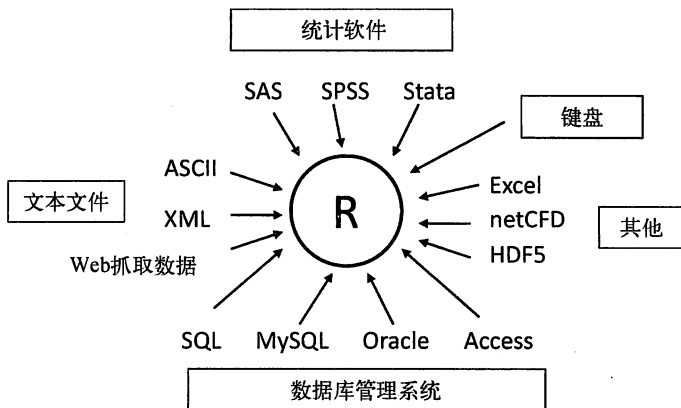 统计软件
SAS SPSS Stata
键盘
ASCII
Excel
文本文件
XML
R
netCFD
其他
Web抓取数据
HDF5
SQL MySQL Oracle Access
数据库管理系统